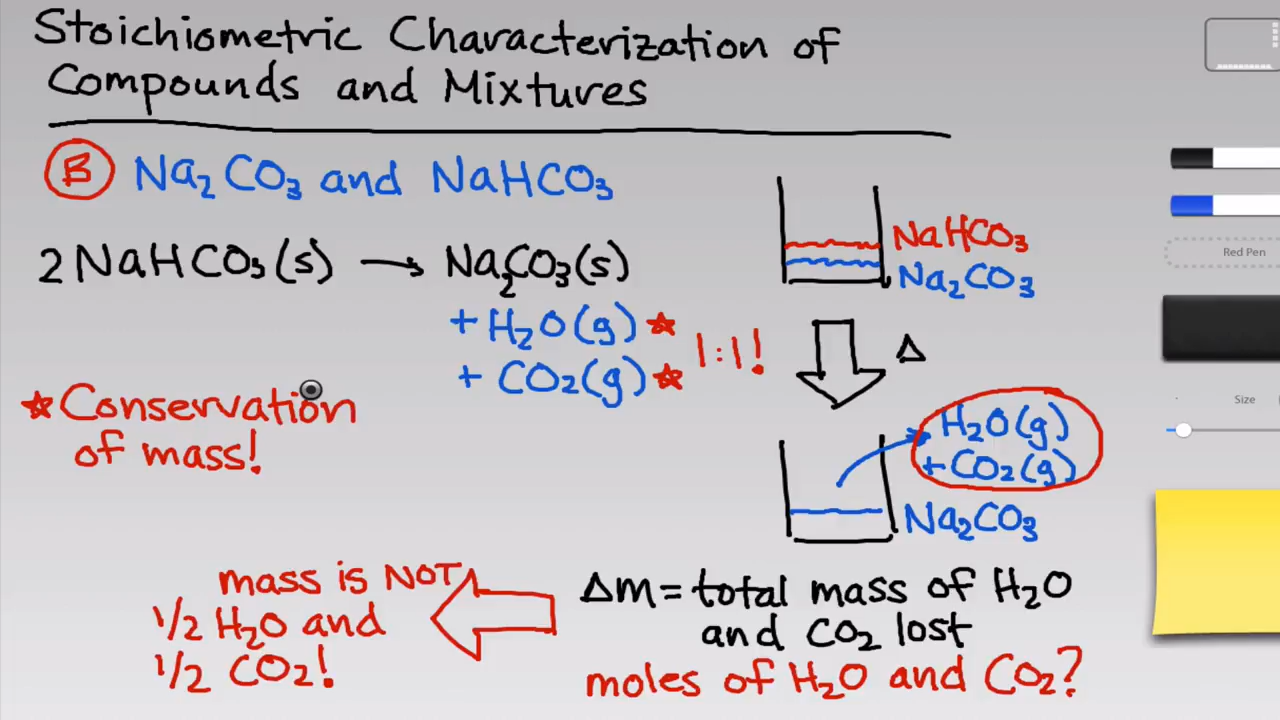 Stoichiometric Characterization of
Compounds and Mixtures
B Na2CO3 and NaHCO3
2NaHCO3(s) → Na2CO3(s)
+ H2O(g) ★
+ CO2(g) ★
1:1!
★ Conservation
of mass!
NaHCO3
Na2CO3
Δ
H2O(g)
+ CO2(g)
Na2CO3
Δm = total mass of H2O
and CO2 lost
moles of H2O and CO2?
mass is NOT
1/2 H2O and
1/2 CO2!
Red Pen
Size